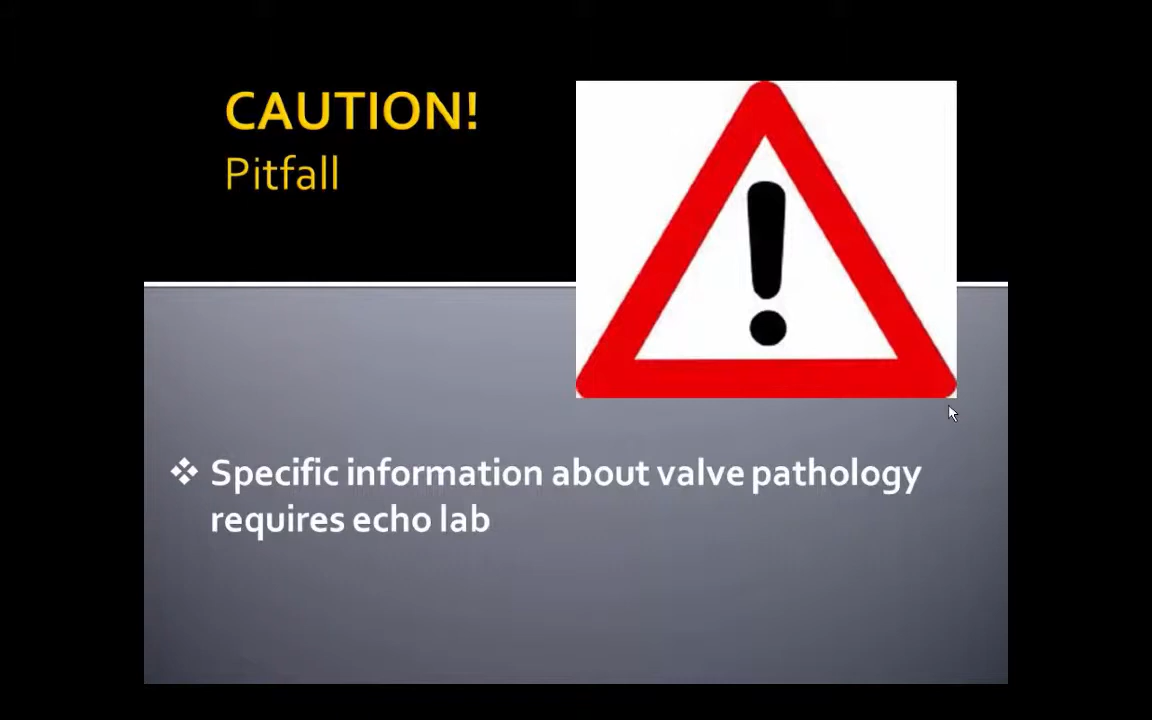 CAUTION!
Pitfall
❖ Specific information about valve pathology
requires echo lab